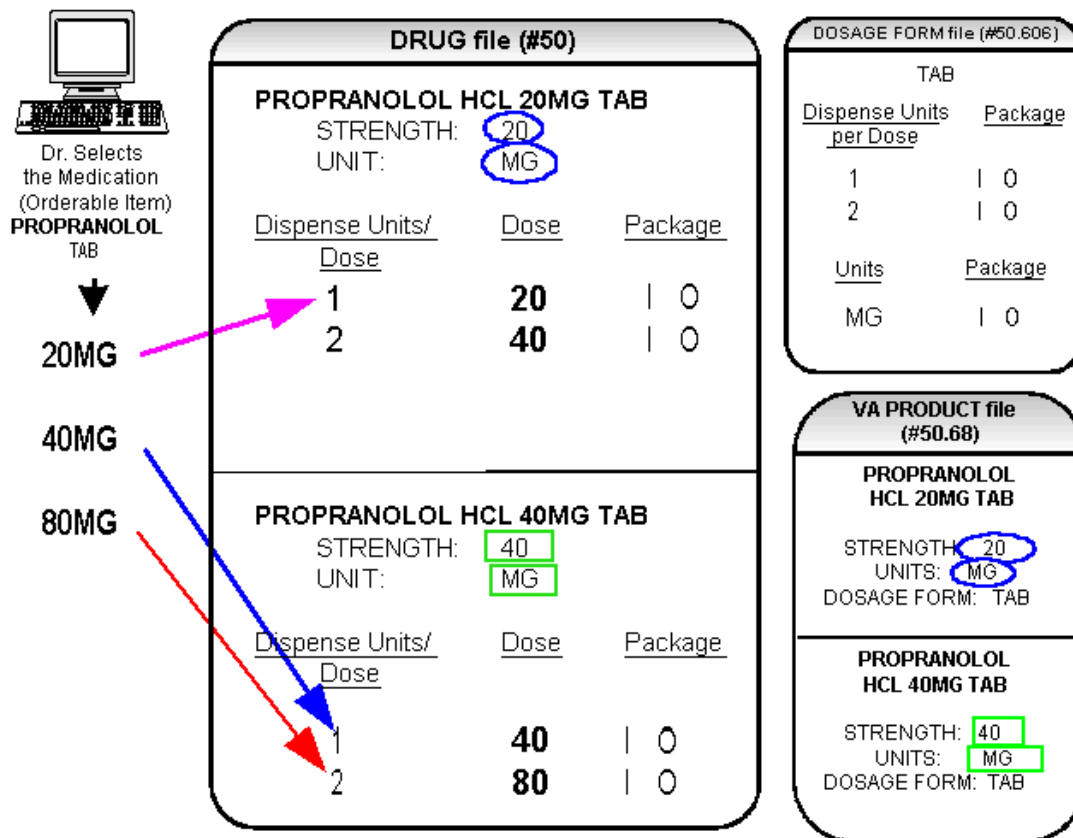 Dr. Selects
the Medication
(Orderable Item)
PROPRANOLOL
TAB
20MG
40MG
80MG
DRUG file (#50)
PROPRANOLOL HCL 20MG TAB
STRENGTH: 20
UNIT: MG
Dispense Units/ Dose Package
Dose
1 20 I O
2 40 I O
PROPRANOLOL HCL 40MG TAB
STRENGTH: 40
UNIT: MG
Dispense Units/ Dose Package
Dose
1 40 I O
2 80 I O
DOSAGE FORM file (#50.606)
TAB
Dispense Units Package
per Dose
1 I O
2 I O
Units Package
MG I O
VA PRODUCT file
(#50.68)
PROPRANOLOL
HCL 20MG TAB
STRENGTH: 20
UNITS: MG
DOSAGE FORM: TAB
PROPRANOLOL
HCL 40MG TAB
STRENGTH: 40
UNITS: MG
DOSAGE FORM: TAB